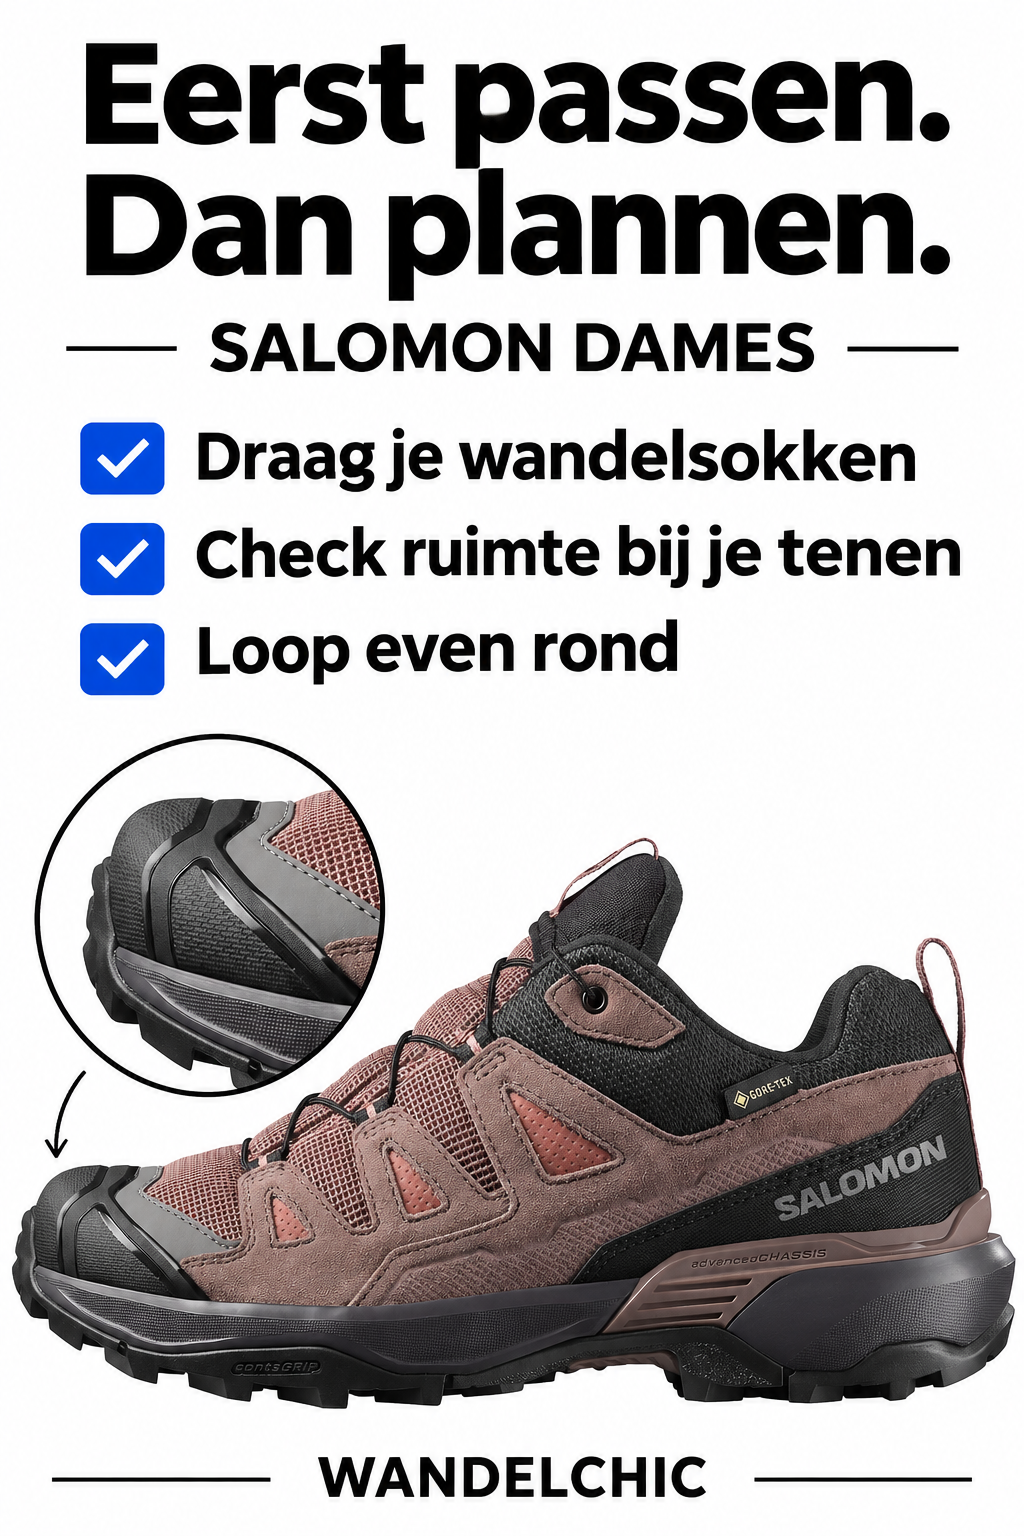 Eerst passen.
Dan plannen.
SALOMON DAMES
Draag je wandelsokken
Check ruimte bij je tenen
Loop even rond
GORE-TEX
SALOMON
advancedCHASSIS
contaGRIP
WANDELCHIC